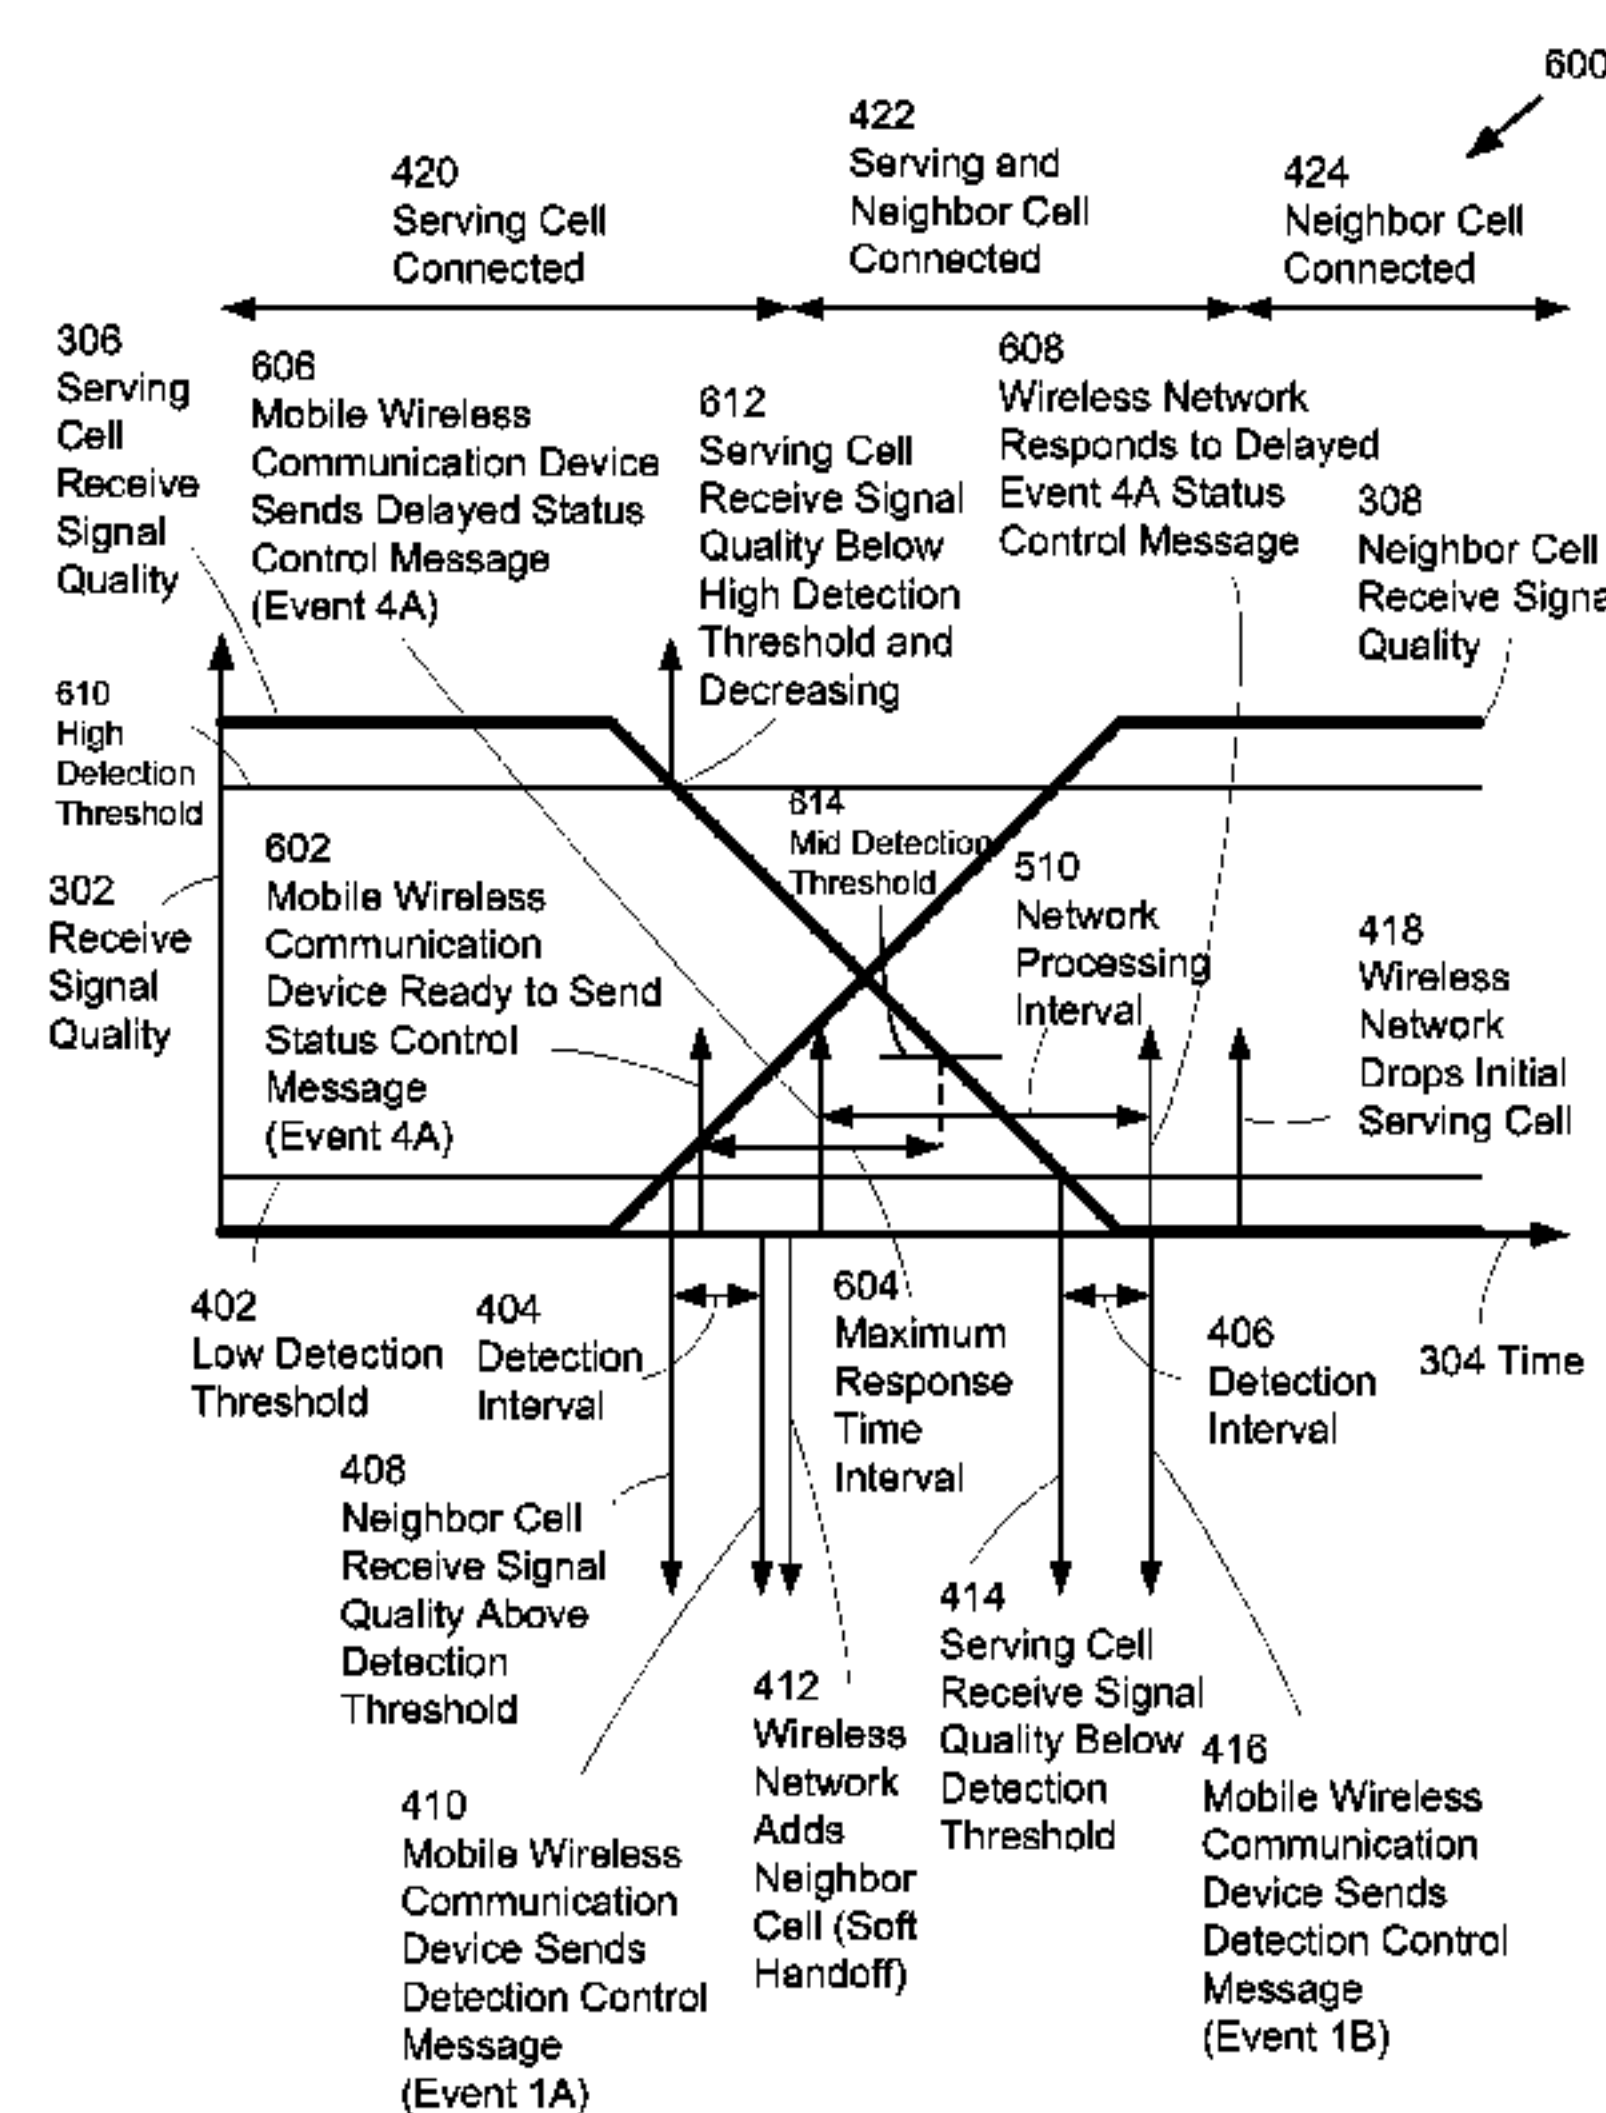 600
422
Serving and
Neighbor Cell
Connected
420
Serving Cell
Connected
424
Neighbor Cell
Connected
306
Serving
Cell
Receive
Signal
Quality
606
Mobile Wireless
Communication Device
Sends Delayed Status
Control Message
(Event 4A)
612
Serving Cell
Receive Signal
Quality Below
High Detection
Threshold and
Decreasing
608
Wireless Network
Responds to Delayed
Event 4A Status
Control Message
308
Neighbor Cell
Receive Signa
Quality
610
High
Detection
Threshold
614
Mid Detection
Threshold
602
Mobile Wireless
Communication
Device Ready to Send
Status Control
Message
(Event 4A)
302
Receive
Signal
Quality
510
Network
Processing
Interval
418
Wireless
Network
Drops Initial
Serving Cell
402
Low Detection
Threshold
404
Detection
Interval
604
Maximum
Response
Time
Interval
406
Detection
Interval
304 Time
408
Neighbor Cell
Receive Signal
Quality Above
Detection
Threshold
414
Serving Cell
Receive Signal
Quality Below
Detection
Threshold
412
Wireless
Network
Adds
Neighbor
Cell (Soft
Handoff)
416
Mobile Wireless
Communication
Device Sends
Detection Control
Message
(Event 1B)
410
Mobile Wireless
Communication
Device Sends
Detection Control
Message
(Event 1A)